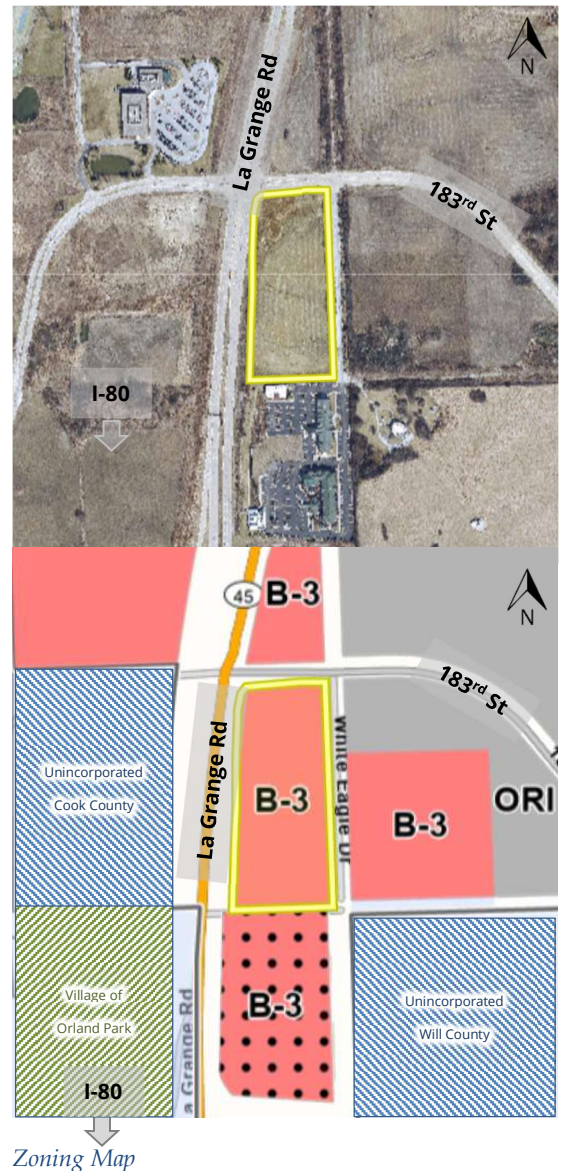 La Grange Rd
N
183rd St
I-80
45
B-3
N
183rd St
Unincorporated
Cook County
La Grange Rd
B-3
White Eagle Dr
B-3
ORI
Village of
Orland Park
a Grange Rd
B-3
Unincorporated
Will County
I-80
Zoning Map